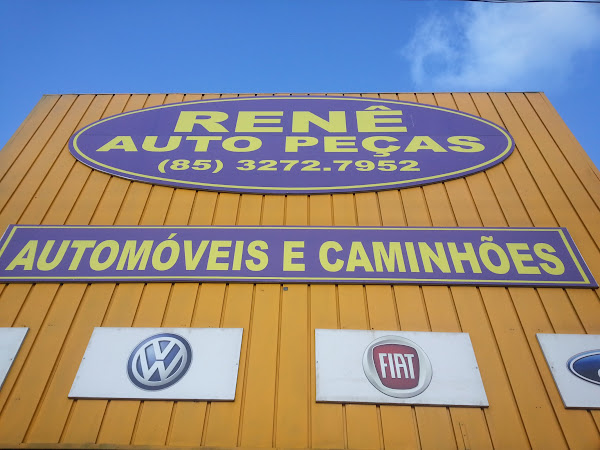 RENÊ
AUTO PEÇAS
(85) 3272.7952
AUTOMÓVEIS E CAMINHÕES
FIAT